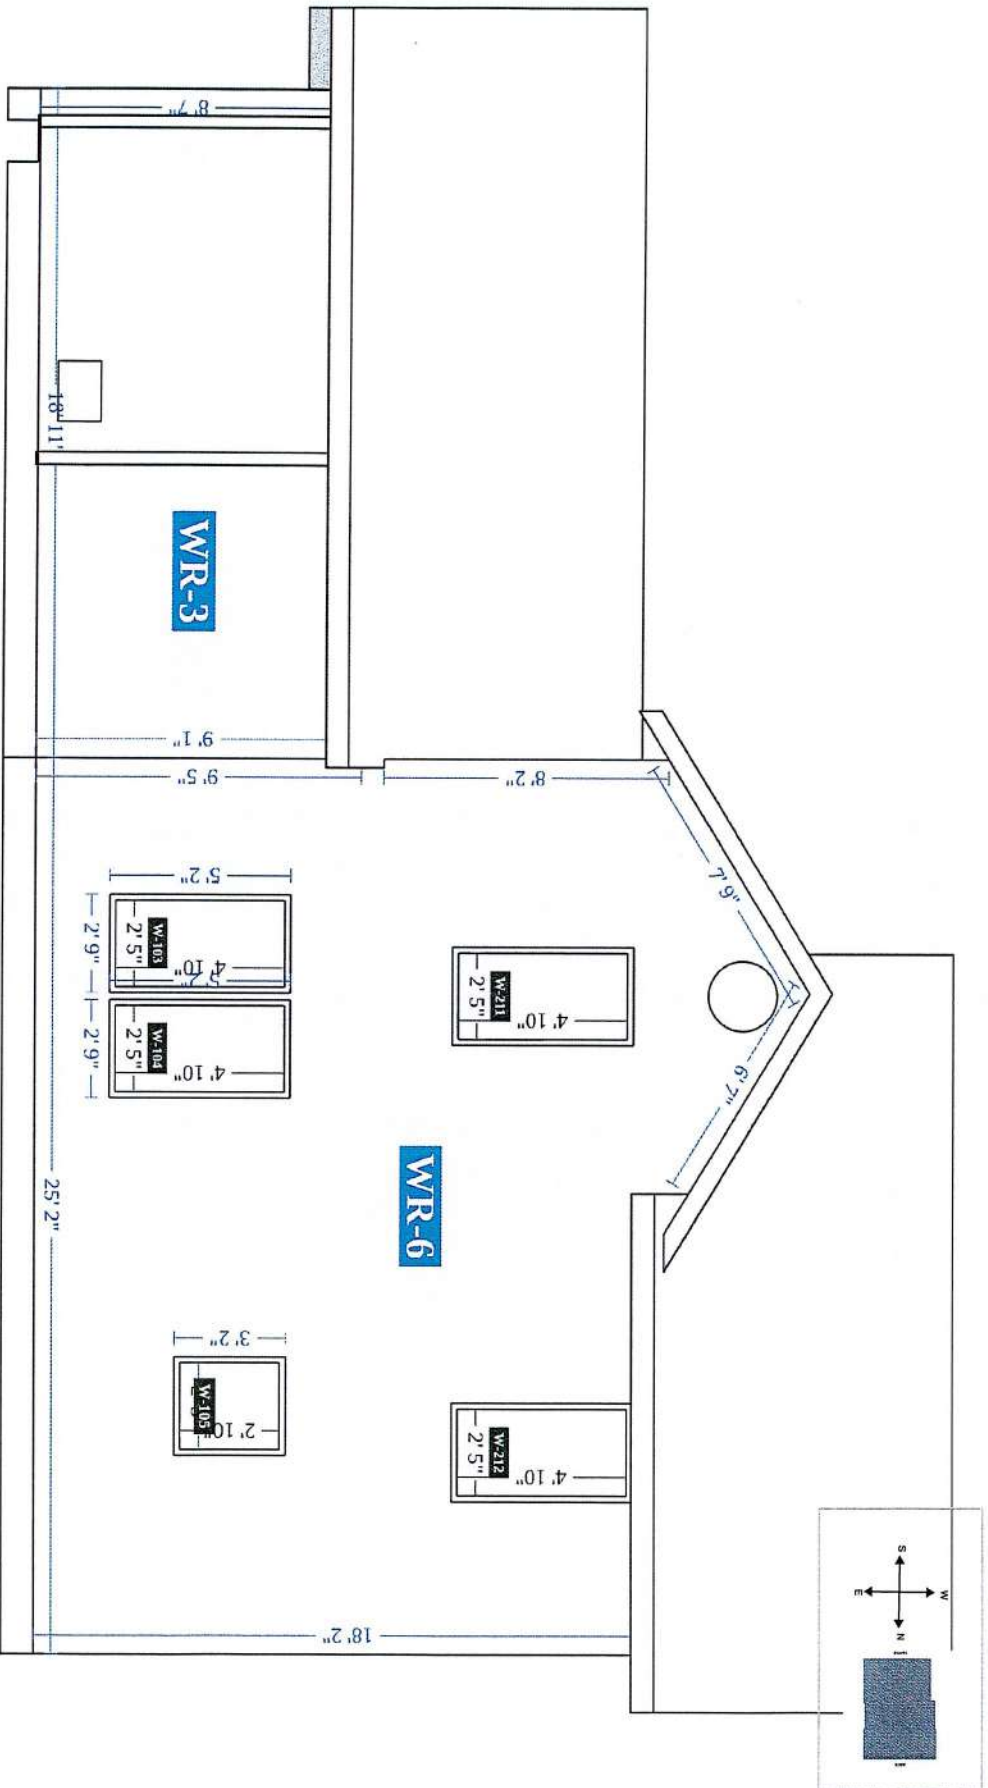 8' 7"
18' 11'
WR-3
9' 1"
9' 5"
8' 2"
7' 9"
6' 7"
5' 2"
2' 9"
W-103
2' 5"
4' 10"
5' 2"
2' 9"
W-104
2' 5"
4' 10"
W-211
2' 5"
4' 10"
WR-6
25' 2"
3' 2"
W-105
2' 10"
W-212
2' 5"
4' 10"
18' 2"
S
W
E
N